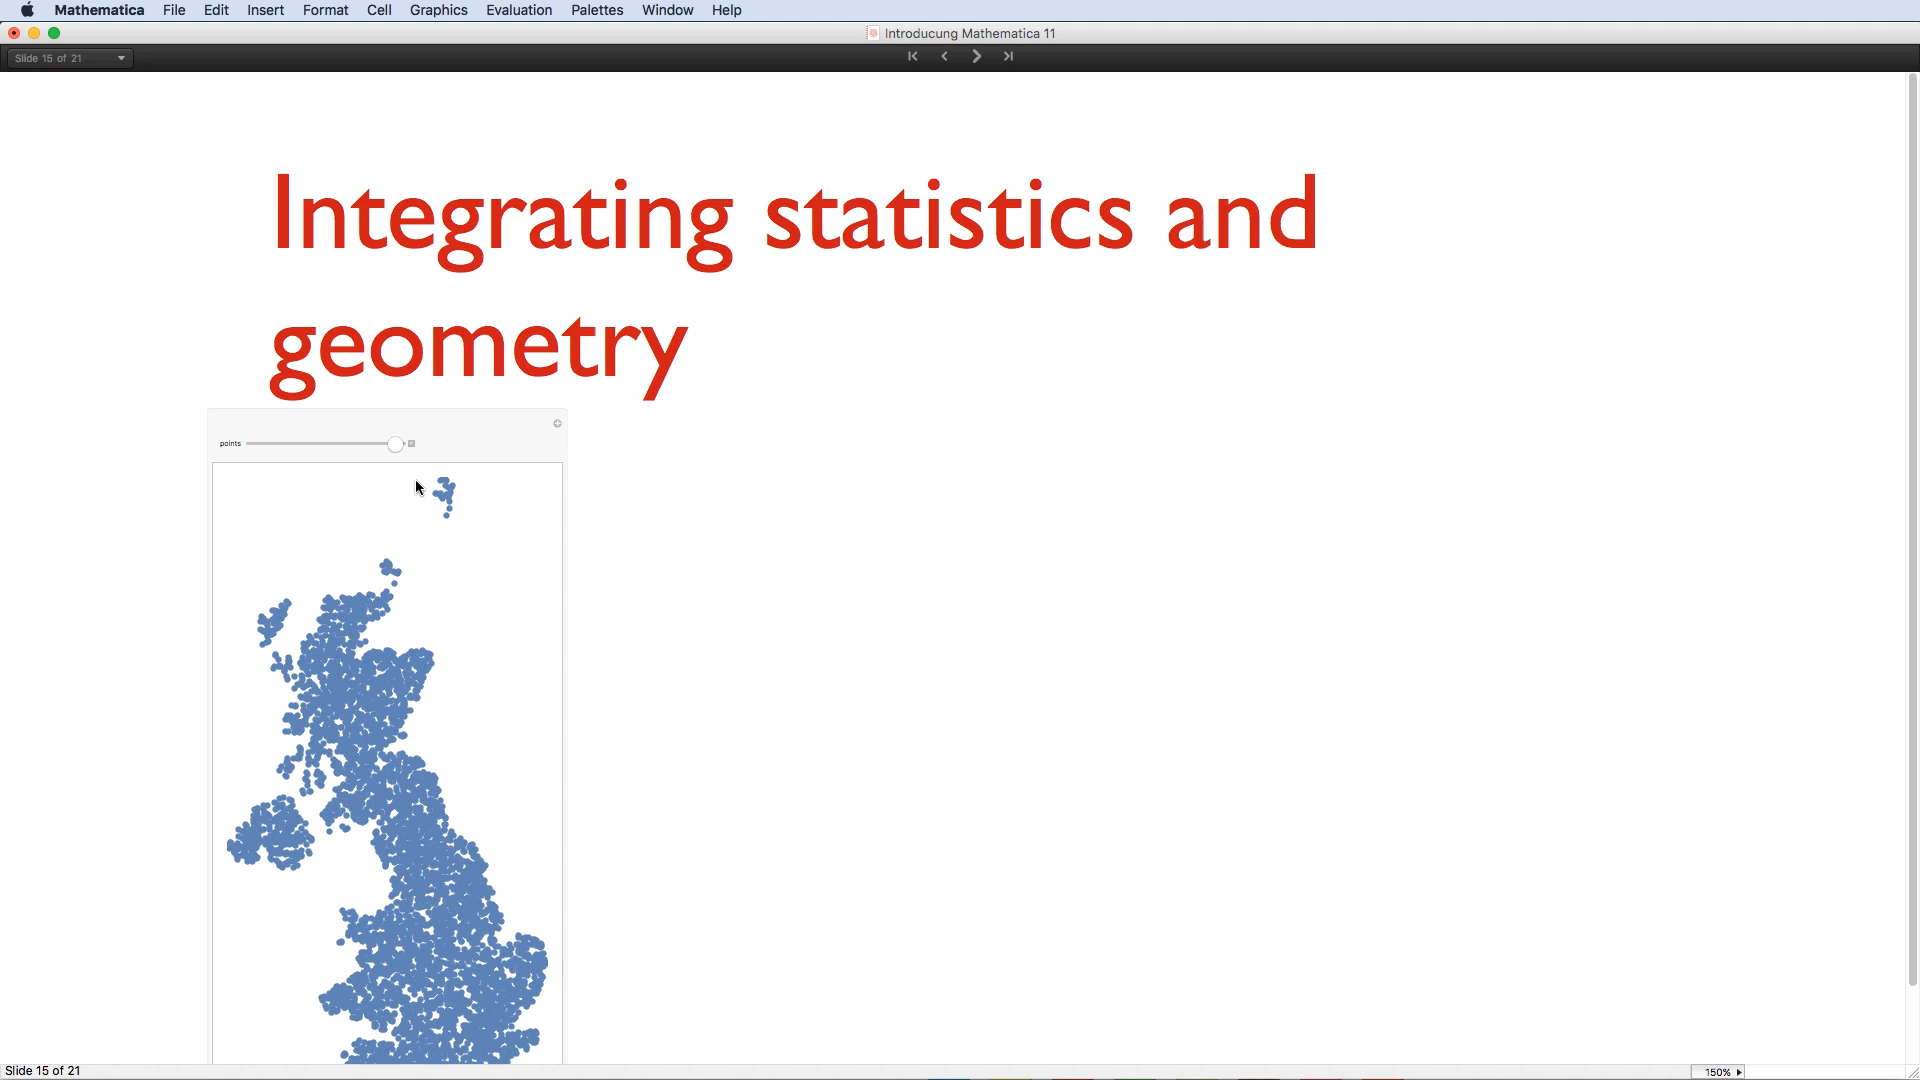 Mathematica File Edit Insert Format Cell Graphics Evaluation Palettes Window Help
Introducung Mathematica 11
Slide 15 of 21
Integrating statistics and
geometry
points
Slide 15 of 21
150%